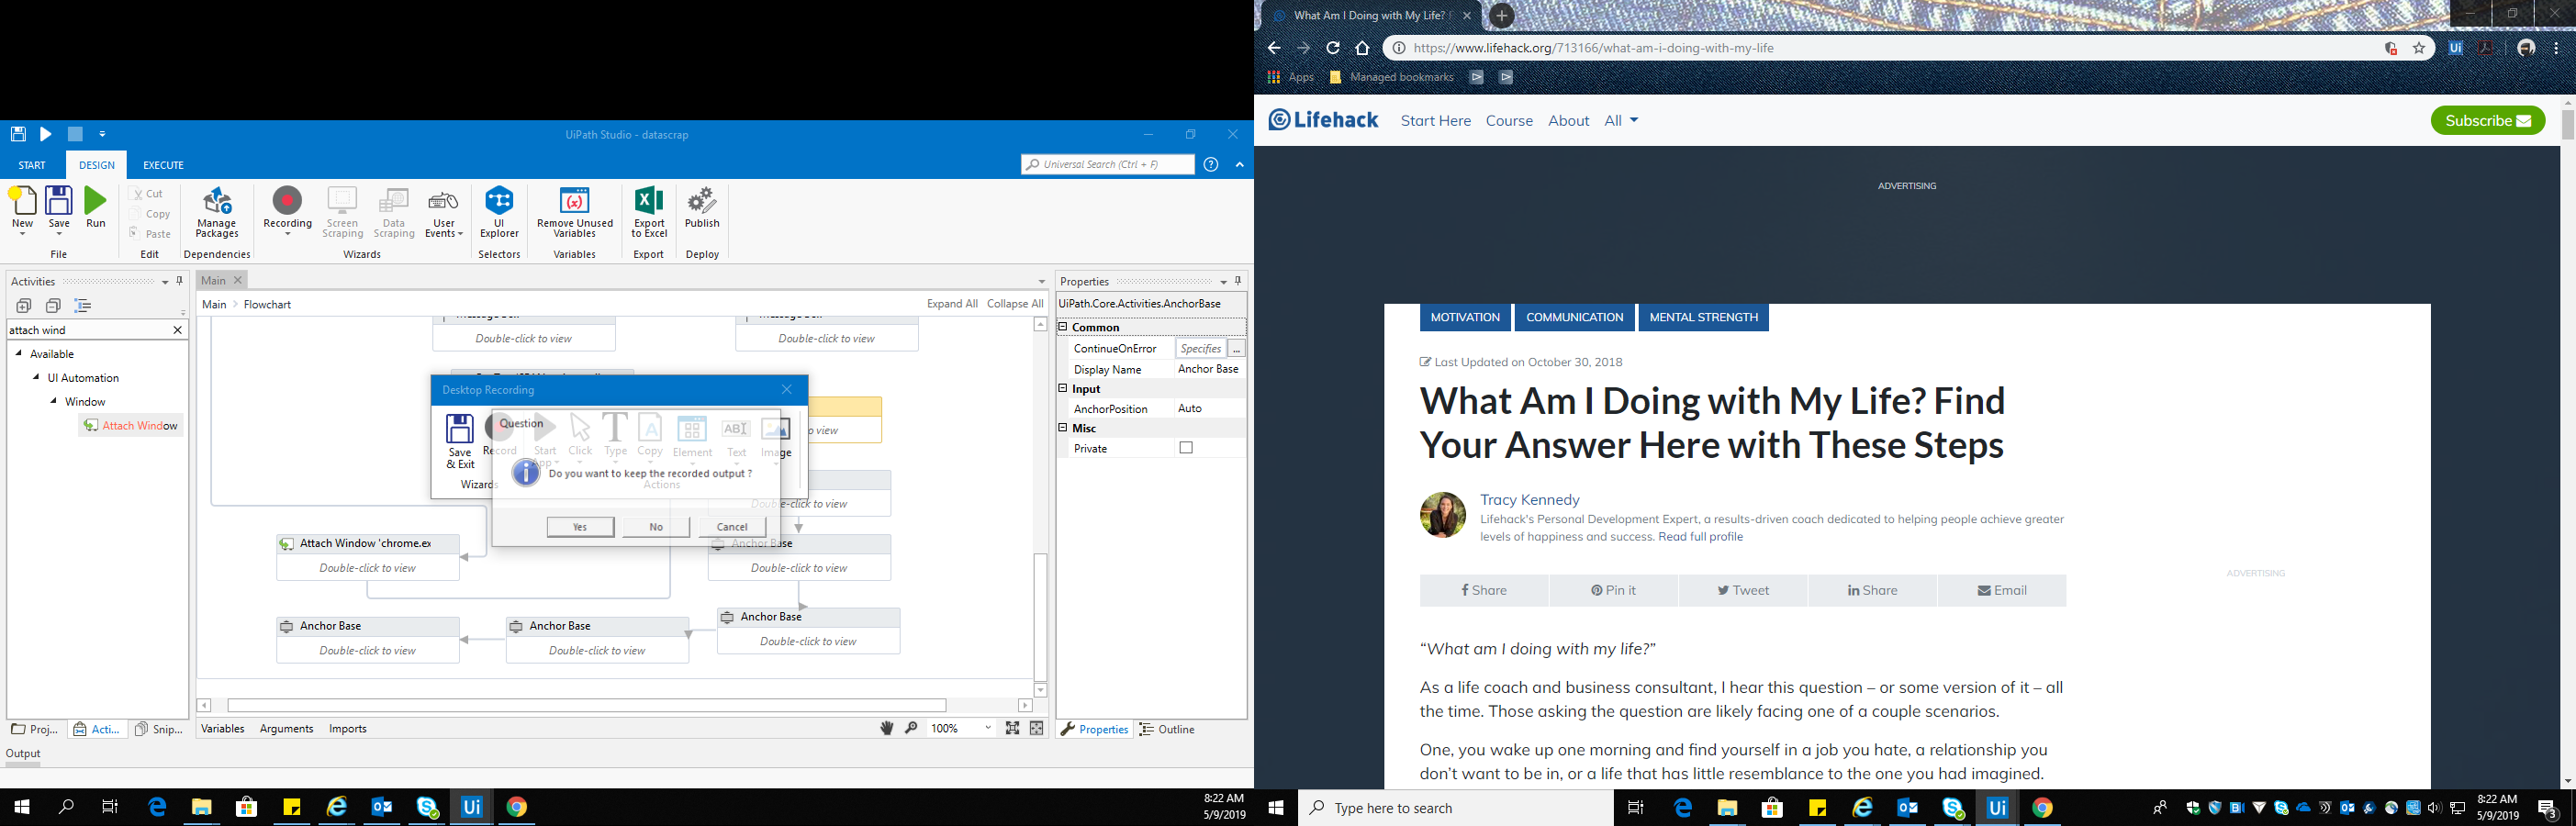 UiPath Studio - datascrap
START
DESIGN
EXECUTE
Universal Search (Ctrl + F)
New
Save
Run
Cut
Copy
Paste
Manage
Packages
Recording
Screen
Scraping
Data
Scraping
User
Events
UI
Explorer
Remove Unused
Variables
Export
to Excel
Publish
File
Edit
Dependencies
Wizards
Selectors
Variables
Export
Deploy
Activities
attach wind
Available
UI Automation
Window
Attach Window
Main
Main > Flowchart
Expand All Collapse All
Double-click to view
Double-click to view
Desktop Recording
Save
& Exit
Record
Start
App
Click
Type
Copy
Element
Text
Image
Wizards
Actions
Question
Do you want to keep the recorded output ?
Yes
No
Cancel
o view
Double-click to view
Attach Window 'chrome.ex
Double-click to view
Anchor Base
Double-click to view
Anchor Base
Double-click to view
Anchor Base
Double-click to view
Anchor Base
Double-click to view
Variables Arguments Imports
100%
Properties
UiPath.Core.Activities.AnchorBase
Common
ContinueOnError Specifies ...
Display Name Anchor Base
Input
AnchorPosition Auto
Misc
Private
Proj...
Acti...
Snip...
Properties
Outline
Output
8:22 AM
5/9/2019
What Am I Doing with My Life? F
https://www.lifehack.org/713166/what-am-i-doing-with-my-life
Apps
Managed bookmarks
Lifehack
Start Here
Course
About
All
Subscribe
ADVERTISING
MOTIVATION
COMMUNICATION
MENTAL STRENGTH
Last Updated on October 30, 2018
What Am I Doing with My Life? Find
Your Answer Here with These Steps
Tracy Kennedy
Lifehack's Personal Development Expert, a results-driven coach dedicated to helping people achieve greater
levels of happiness and success. Read full profile
Share
Pin it
Tweet
Share
Email
ADVERTISING
“What am I doing with my life?”
As a life coach and business consultant, I hear this question – or some version of it – all
the time. Those asking the question are likely facing one of a couple scenarios.
One, you wake up one morning and find yourself in a job you hate, a relationship you
don’t want to be in, or a life that has little resemblance to the one you had imagined.
Type here to search
8:22 AM
5/9/2019
3